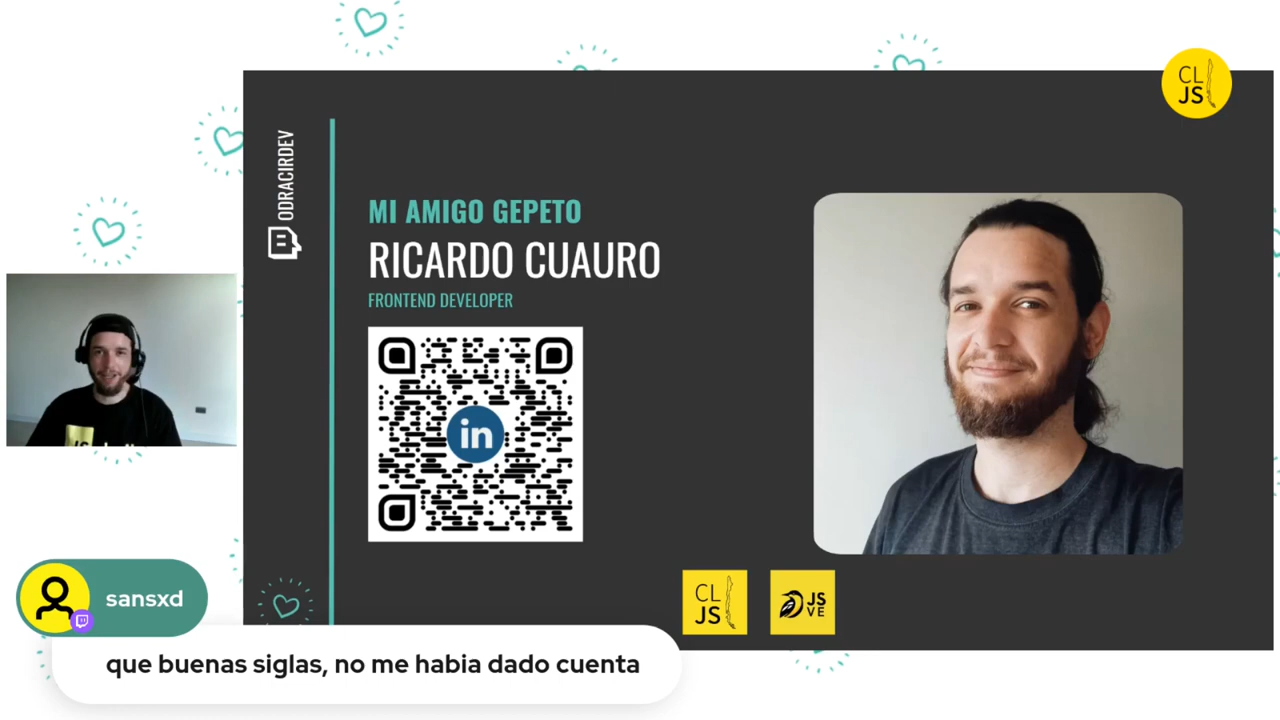 CL
JS
ODRACIRDEV
MI AMIGO GEPETO
RICARDO CUAURO
FRONTEND DEVELOPER
in
JS
CL
JS
JS
VE
sansxd
que buenas siglas, no me habia dado cuenta